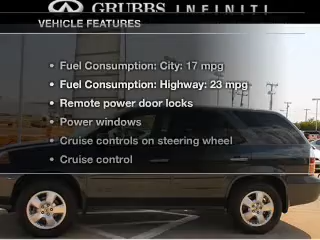 GRUBBS INFINITI
VEHICLE FEATURES
• Fuel Consumption: City: 17 mpg
• Fuel Consumption: Highway: 23 mpg
• Remote power door locks
• Power windows
• Cruise controls on steering wheel
• Cruise control